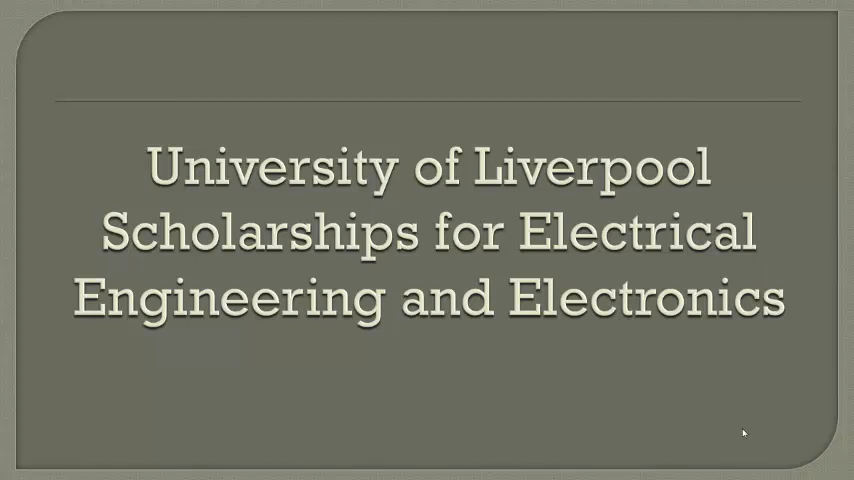 University of Liverpool
Scholarships for Electrical
Engineering and Electronics